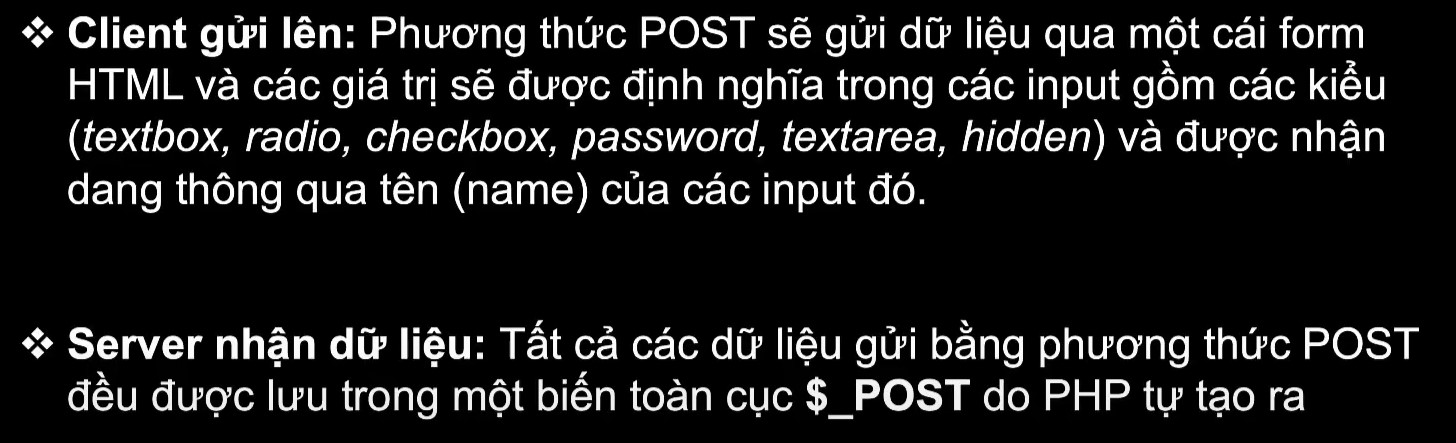 ❖ Client gửi lên: Phương thức POST sẽ gửi dữ liệu qua một cái form
HTML và các giá trị sẽ được định nghĩa trong các input gồm các kiểu
(textbox, radio, checkbox, password, textarea, hidden) và được nhận
dang thông qua tên (name) của các input đó.
❖ Server nhận dữ liệu: Tất cả các dữ liệu gửi bằng phương thức POST
đều được lưu trong một biến toàn cục $_POST do PHP tự tạo ra